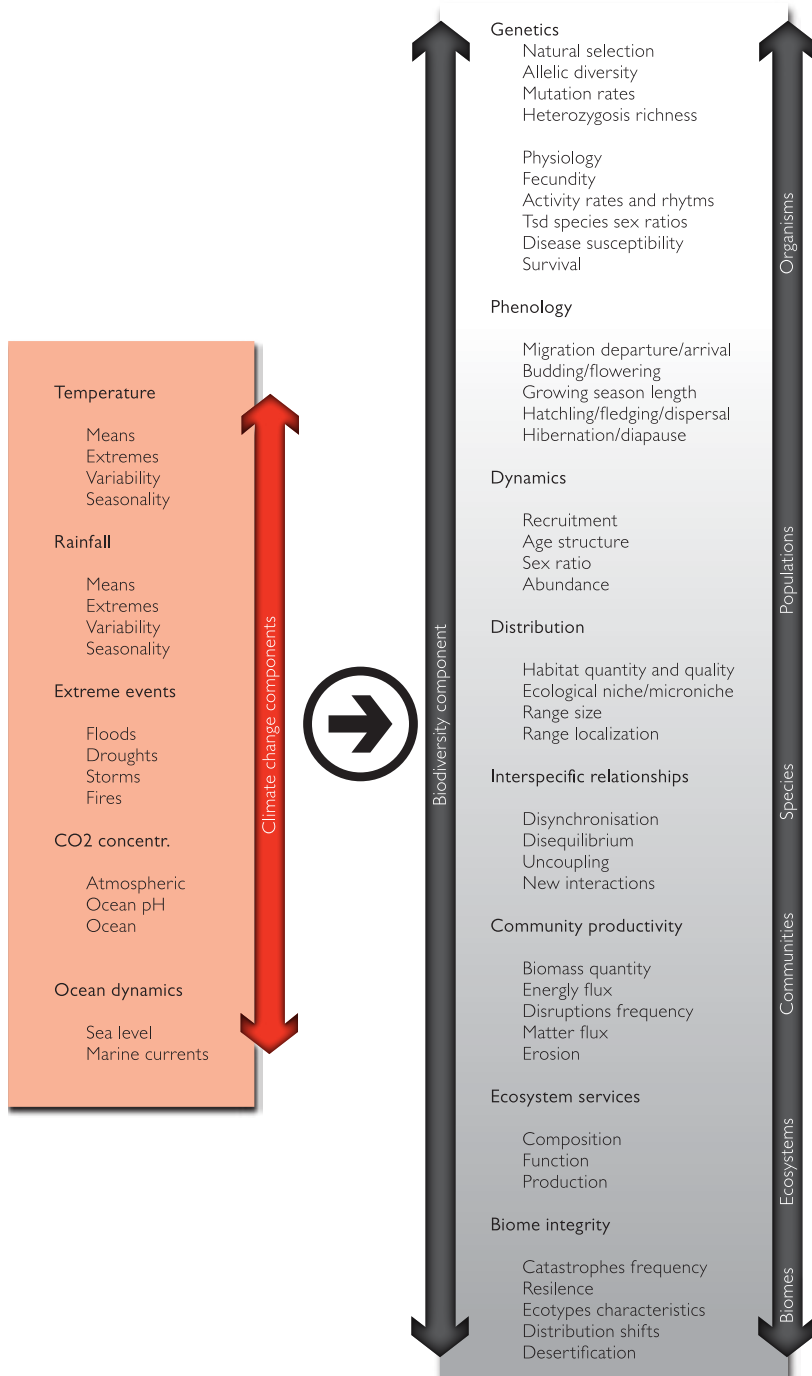 Temperature
Means
Extremes
Variability
Seasonality
Rainfall
Means
Extremes
Variability
Seasonality
Extreme events
Floods
Droughts
Storms
Fires
CO2 concentr.
Atmospheric
Ocean pH
Ocean
Ocean dynamics
Sea level
Marine currents
Climate change components
Biodiversity component
Genetics
Natural selection
Allelic diversity
Mutation rates
Heterozygosis richness
Physiology
Fecundity
Activity rates and rhytms
Tsd species sex ratios
Disease susceptibility
Survival
Phenology
Migration departure/arrival
Budding/flowering
Growing season length
Hatchling/fledging/dispersal
Hibernation/diapause
Dynamics
Recruitment
Age structure
Sex ratio
Abundance
Distribution
Habitat quantity and quality
Ecological niche/microniche
Range size
Range localization
Interspecific relationships
Disynchronisation
Disequilibrium
Uncoupling
New interactions
Community productivity
Biomass quantity
Energly flux
Disruptions frequency
Matter flux
Erosion
Ecosystem services
Composition
Function
Production
Biome integrity
Catastrophes frequency
Resilence
Ecotypes characteristics
Distribution shifts
Desertification
Organisms
Populations
Species
Communities
Ecosystems
Biomes